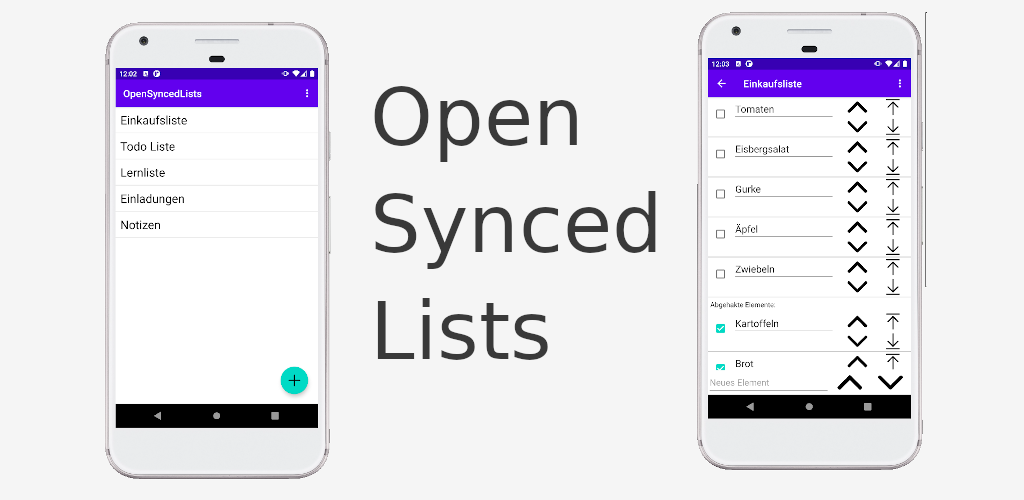 12:02
OpenSyncedLists
Einkaufsliste
Todo Liste
Lernliste
Einladungen
Notizen
Open
Synced
Lists
12:03
Einkaufsliste
Tomaten
Eisbergsalat
Gurke
Äpfel
Zwiebeln
Abgehakte Elemente:
Kartoffeln
Brot
Neues Element